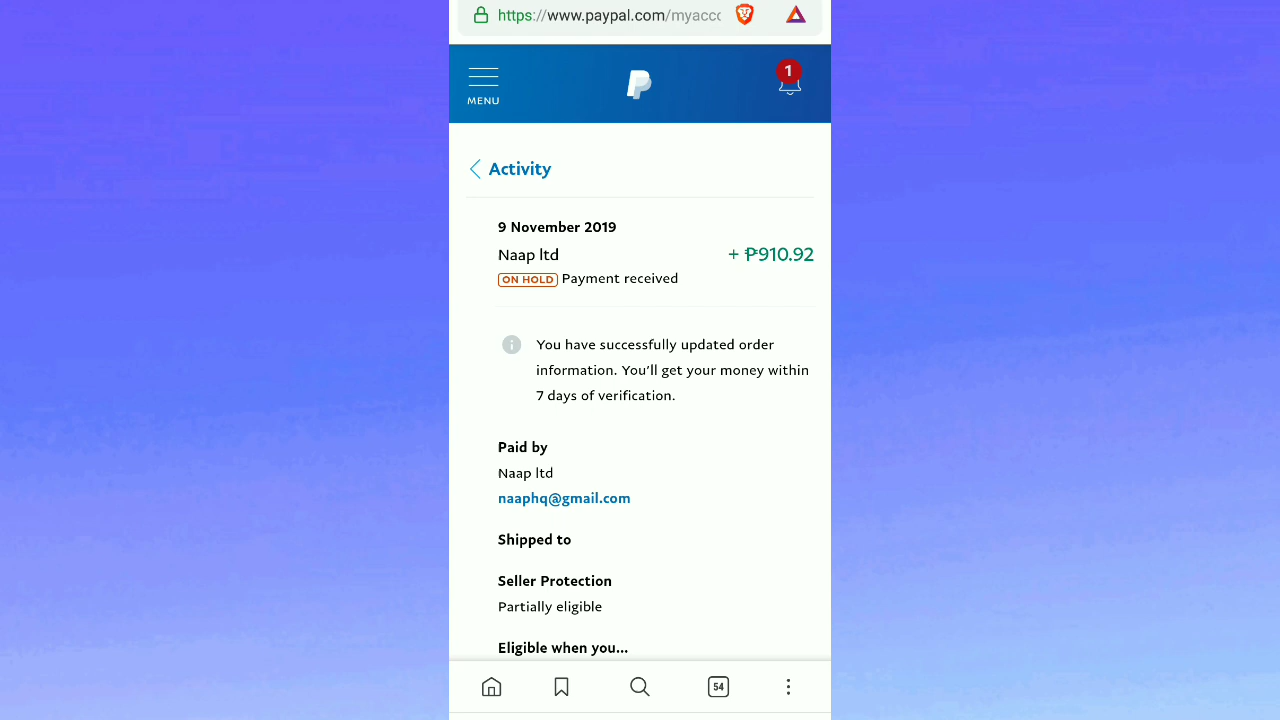 https://www.paypal.com/myacc
1
MENU
Activity
9 November 2019
Naap ltd + ₱910.92
ON HOLD Payment received
You have successfully updated order
information. You'll get your money within
7 days of verification.
Paid by
Naap ltd
naaphq@gmail.com
Shipped to
Seller Protection
Partially eligible
Eligible when you...
54